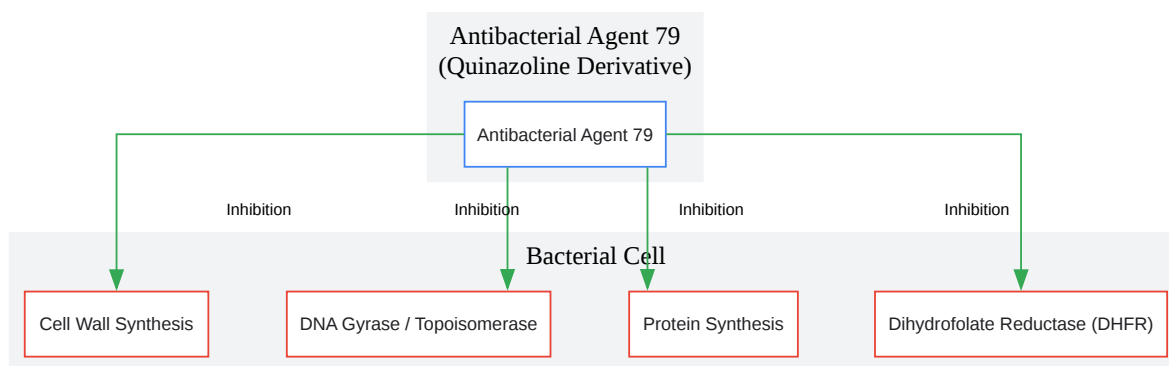 Antibacterial Agent 79
(Quinazoline Derivative)
Antibacterial Agent 79
Inhibition
Inhibition
Inhibition
Inhibition
Bacterial Cell
Cell Wall Synthesis
DNA Gyrase / Topoisomerase
Protein Synthesis
Dihydrofolate Reductase (DHFR)